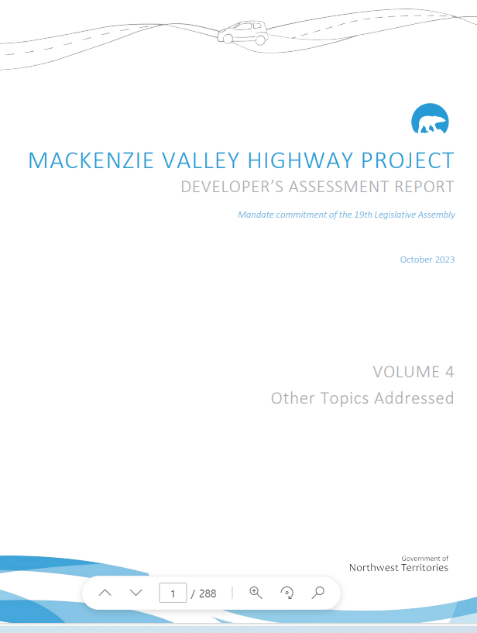 MACKENZIE VALLEY HIGHWAY PROJECT
DEVELOPER'S ASSESSMENT REPORT
Mandate commitment of the 19th Legislative Assembly
October 2023
VOLUME 4
Other Topics Addressed
Government of
Northwest Territories
1 / 288